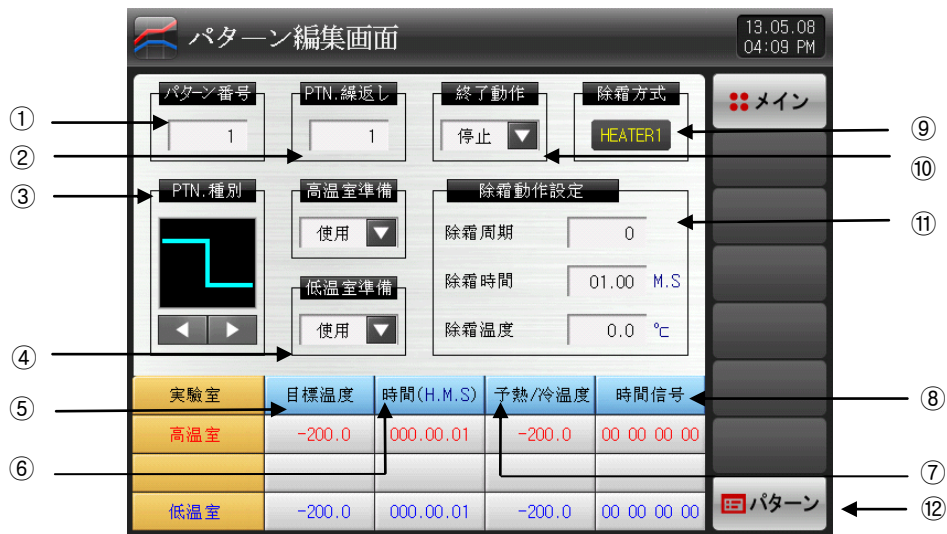 パターン編集画面
13.05.08
04:09 PM
パターン番号
PTN.繰返し
終了動作
除霜方式
メイン
①
1
1
停止
HEATER1
⑨
②
⑩
③
PTN.種別
高温室準備
除霜動作設定
⑪
使用
除霜周期
0
低温室準備
除霜時間
01.00 M.S
使用
除霜温度
0.0 ℃
④
実験室
目標温度
時間(H.M.S)
予熱/冷温度
時間信号
⑤
⑧
高温室
-200.0
000.00.01
-200.0
00 00 00 00
⑥
⑦
低温室
-200.0
000.00.01
-200.0
00 00 00 00
パターン
⑫